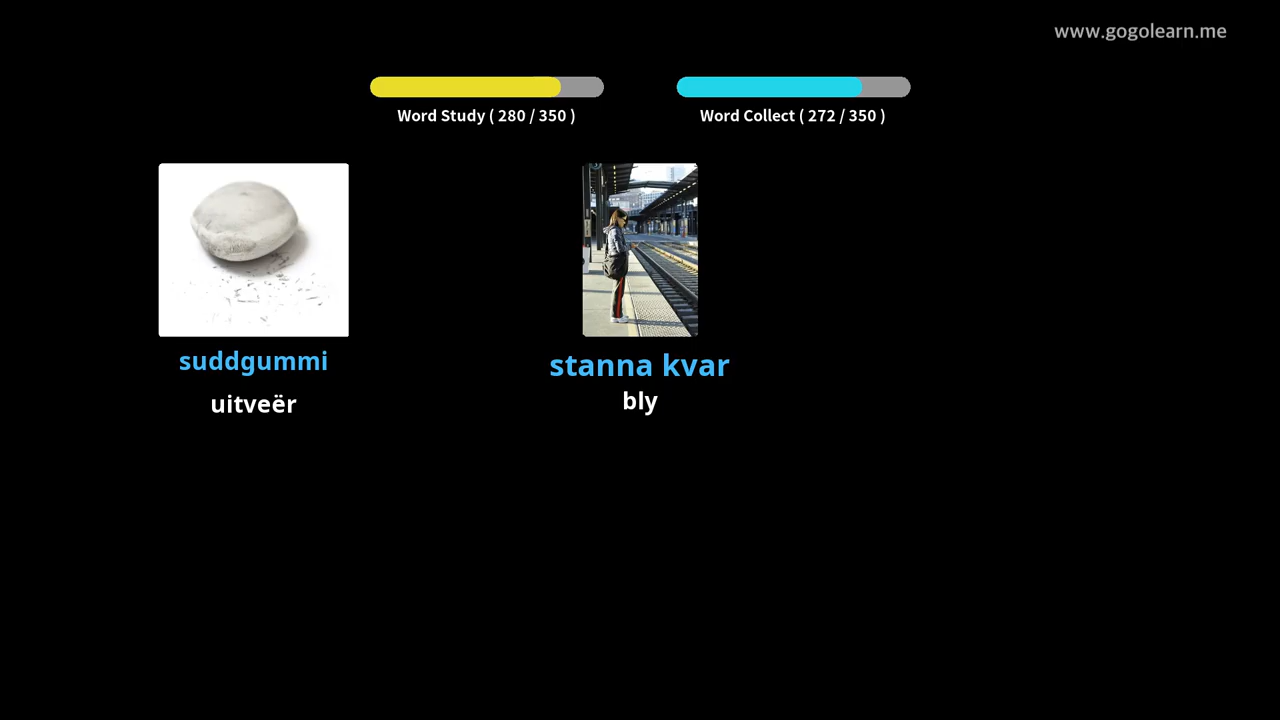 www.gogolearn.me
Word Study ( 280 / 350 )
Word Collect ( 272 / 350 )
suddgummi
uitveër
stanna kvar
bly